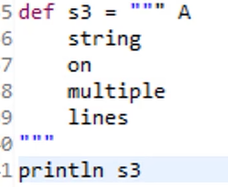 5 def s3 = """ A
6     string
7     on
8     multiple
9     lines
0 """
1 println s3